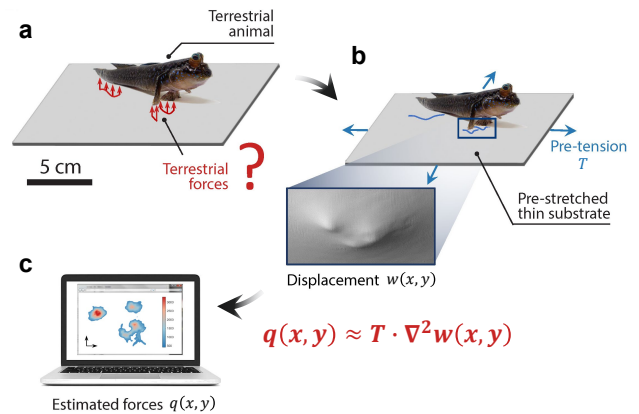 a
Terrestrial
animal
Terrestrial
forces
?
5 cm
b
Pre-tension
T
Pre-stretched
thin substrate
Displacement w(x, y)
c
q(x, y) ≈ T · ∇²w(x, y)
Estimated forces q(x, y)